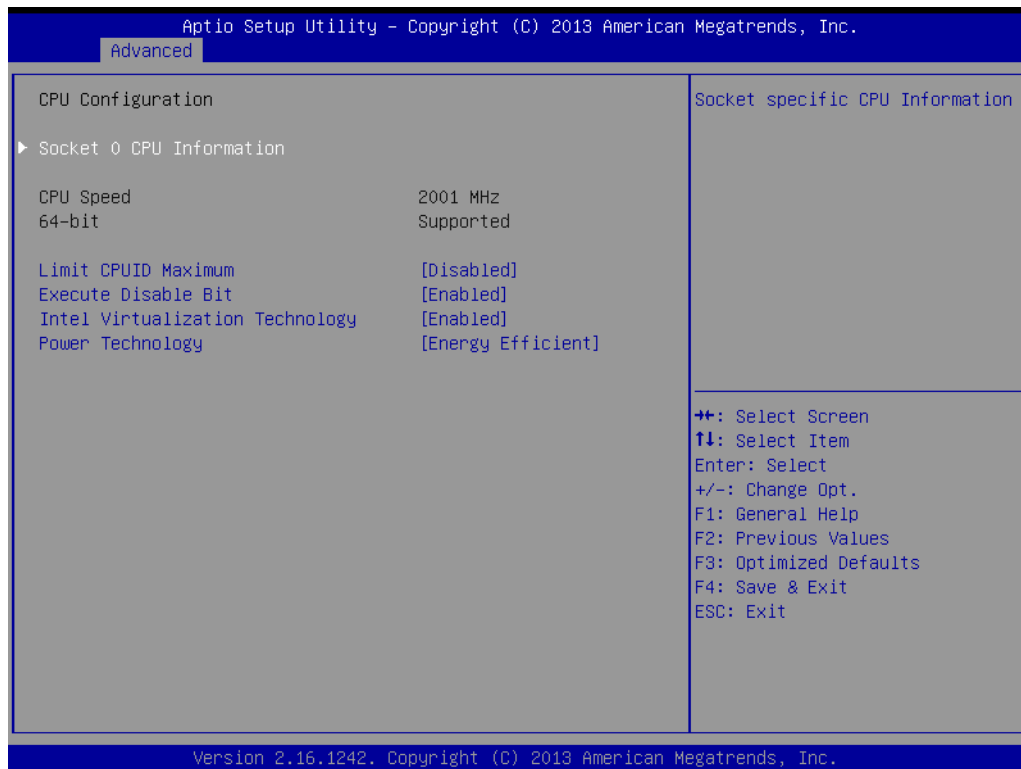 Aptio Setup Utility – Copyright (C) 2013 American Megatrends, Inc.
Advanced
CPU Configuration
Socket 0 CPU Information
CPU Speed 2001 MHz
64-bit Supported
Limit CPUID Maximum [Disabled]
Execute Disable Bit [Enabled]
Intel Virtualization Technology [Enabled]
Power Technology [Energy Efficient]
Socket specific CPU Information
→←: Select Screen
↑↓: Select Item
Enter: Select
+/-: Change Opt.
F1: General Help
F2: Previous Values
F3: Optimized Defaults
F4: Save & Exit
ESC: Exit
Version 2.16.1242. Copyright (C) 2013 American Megatrends, Inc.